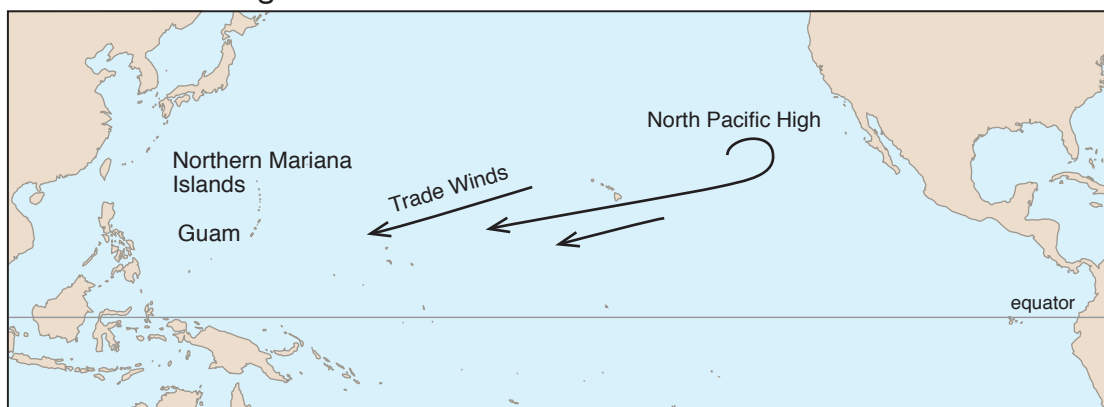 North Pacific High
Northern Mariana
Islands
Trade Winds
Guam
equator